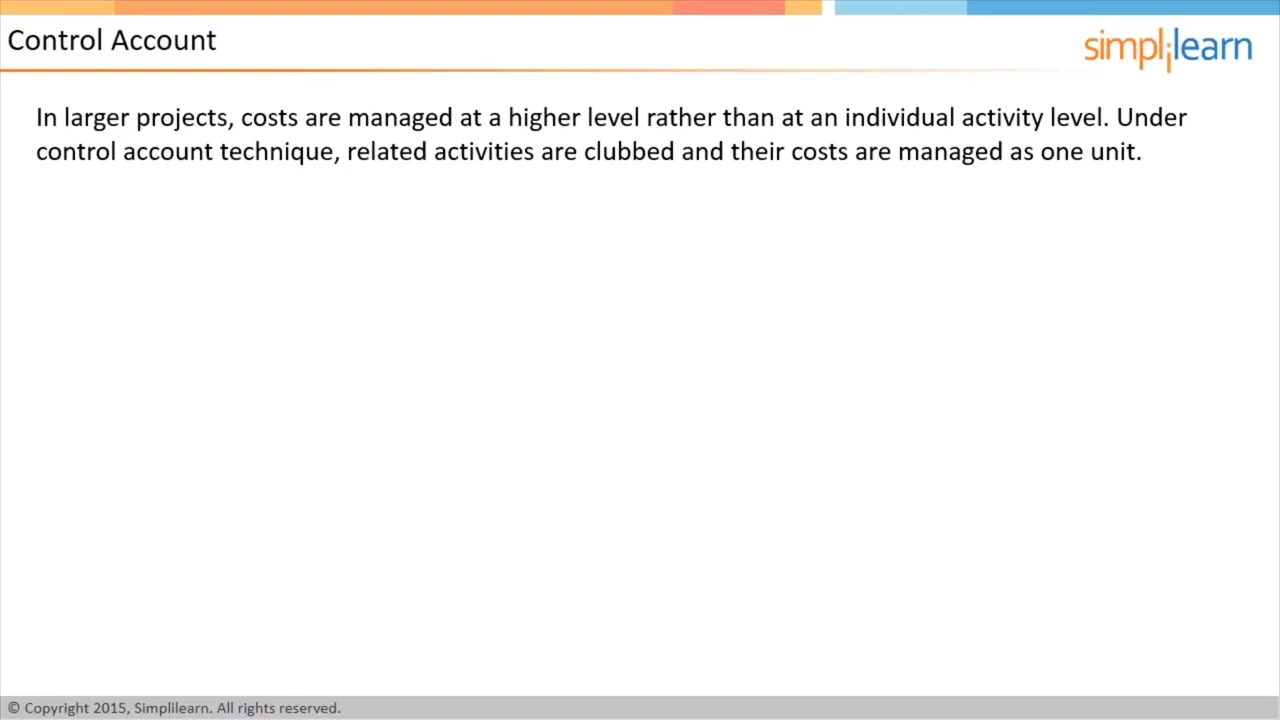 Control Account
simplilearn
In larger projects, costs are managed at a higher level rather than at an individual activity level. Under
control account technique, related activities are clubbed and their costs are managed as one unit.
© Copyright 2015, Simplilearn. All rights reserved.